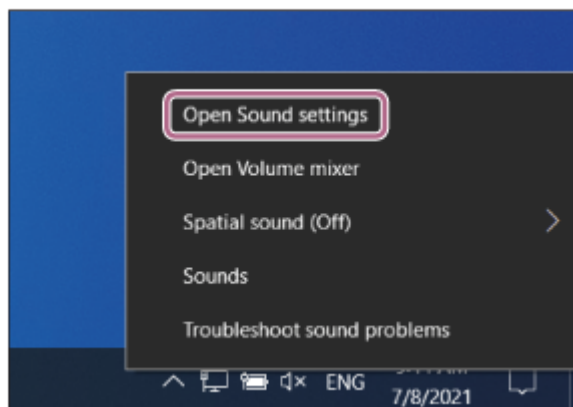 Open Sound settings
Open Volume mixer
Spatial sound (Off)
Sounds
Troubleshoot sound problems
ENG
7/8/2021